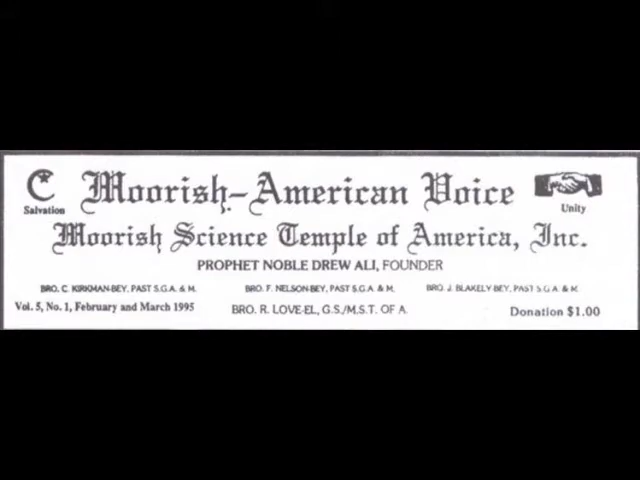 Moorish-American Voice
Salvation
Unity
Moorish Science Temple of America, Inc.
PROPHET NOBLE DREW ALI, FOUNDER
BRO. C. KIRKMAN-BEY, PAST S.G.A. & M. BRO. F. NELSON-BEY, PAST S.G.A. & M. BRO. J. BLAKELY-BEY, PAST S.G.A. & M.
Vol. 5, No. 1, February and March 1995 BRO. R. LOVE-EL, G.S./M.S.T. OF A. Donation $1.00